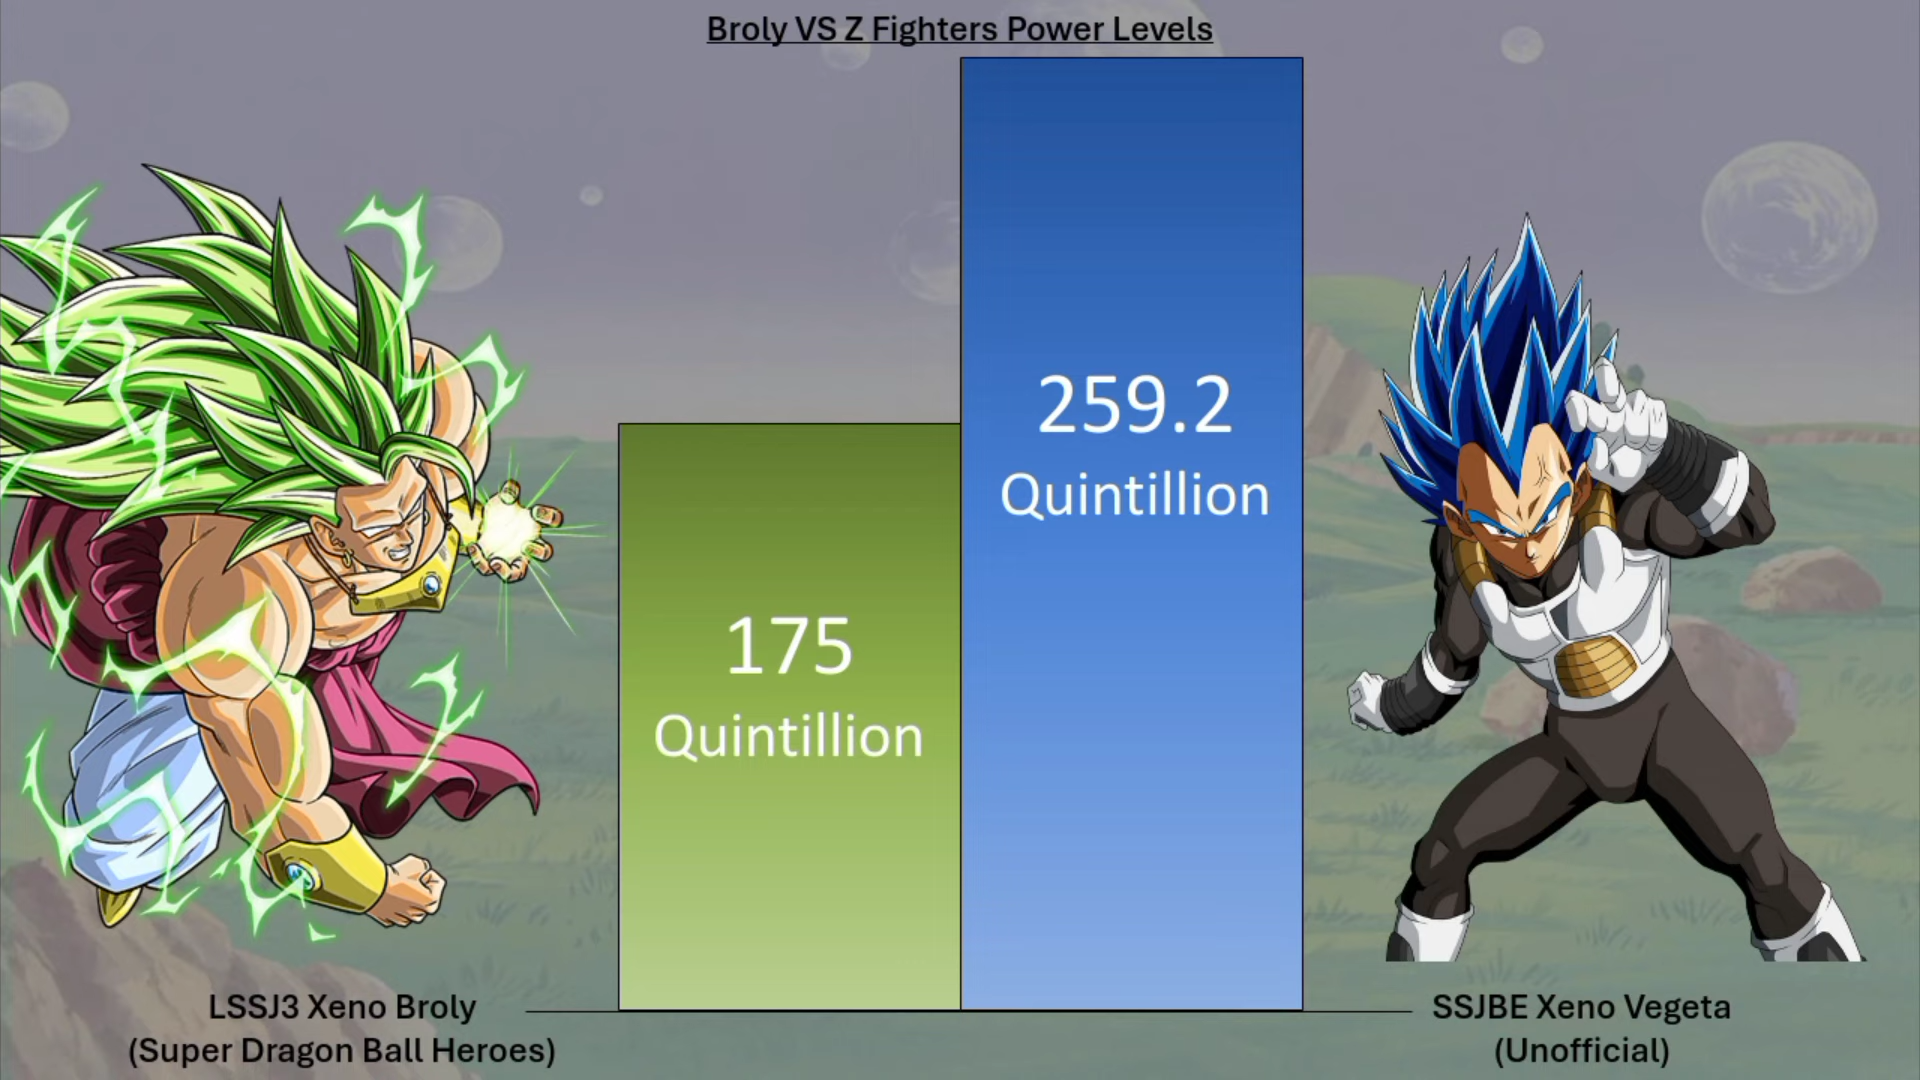 Broly VS Z Fighters Power Levels
259.2
Quintillion
175
Quintillion
LSSJ3 Xeno Broly
(Super Dragon Ball Heroes)
SSJBE Xeno Vegeta
(Unofficial)